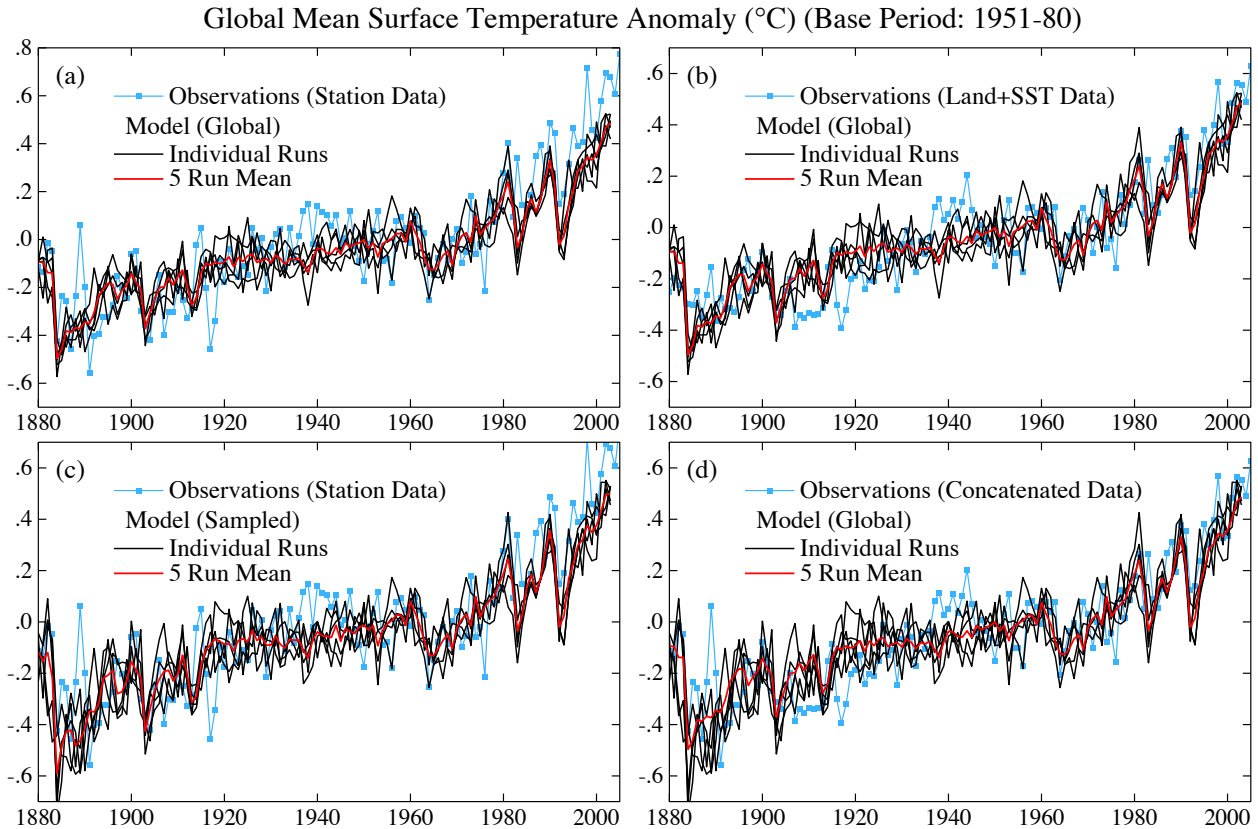 Global Mean Surface Temperature Anomaly (°C) (Base Period: 1951-80)
(a)
Observations (Station Data)
Model (Global)
Individual Runs
5 Run Mean
.8
.6
.4
.2
.0
-.2
-.4
-.6
1880 1900 1920 1940 1960 1980 2000
(b)
Observations (Land+SST Data)
Model (Global)
Individual Runs
5 Run Mean
.6
.4
.2
.0
-.2
-.4
-.6
1880 1900 1920 1940 1960 1980 2000
(c)
Observations (Station Data)
Model (Sampled)
Individual Runs
5 Run Mean
.6
.4
.2
.0
-.2
-.4
-.6
1880 1900 1920 1940 1960 1980 2000
(d)
Observations (Concatenated Data)
Model (Global)
Individual Runs
5 Run Mean
.6
.4
.2
.0
-.2
-.4
-.6
1880 1900 1920 1940 1960 1980 2000